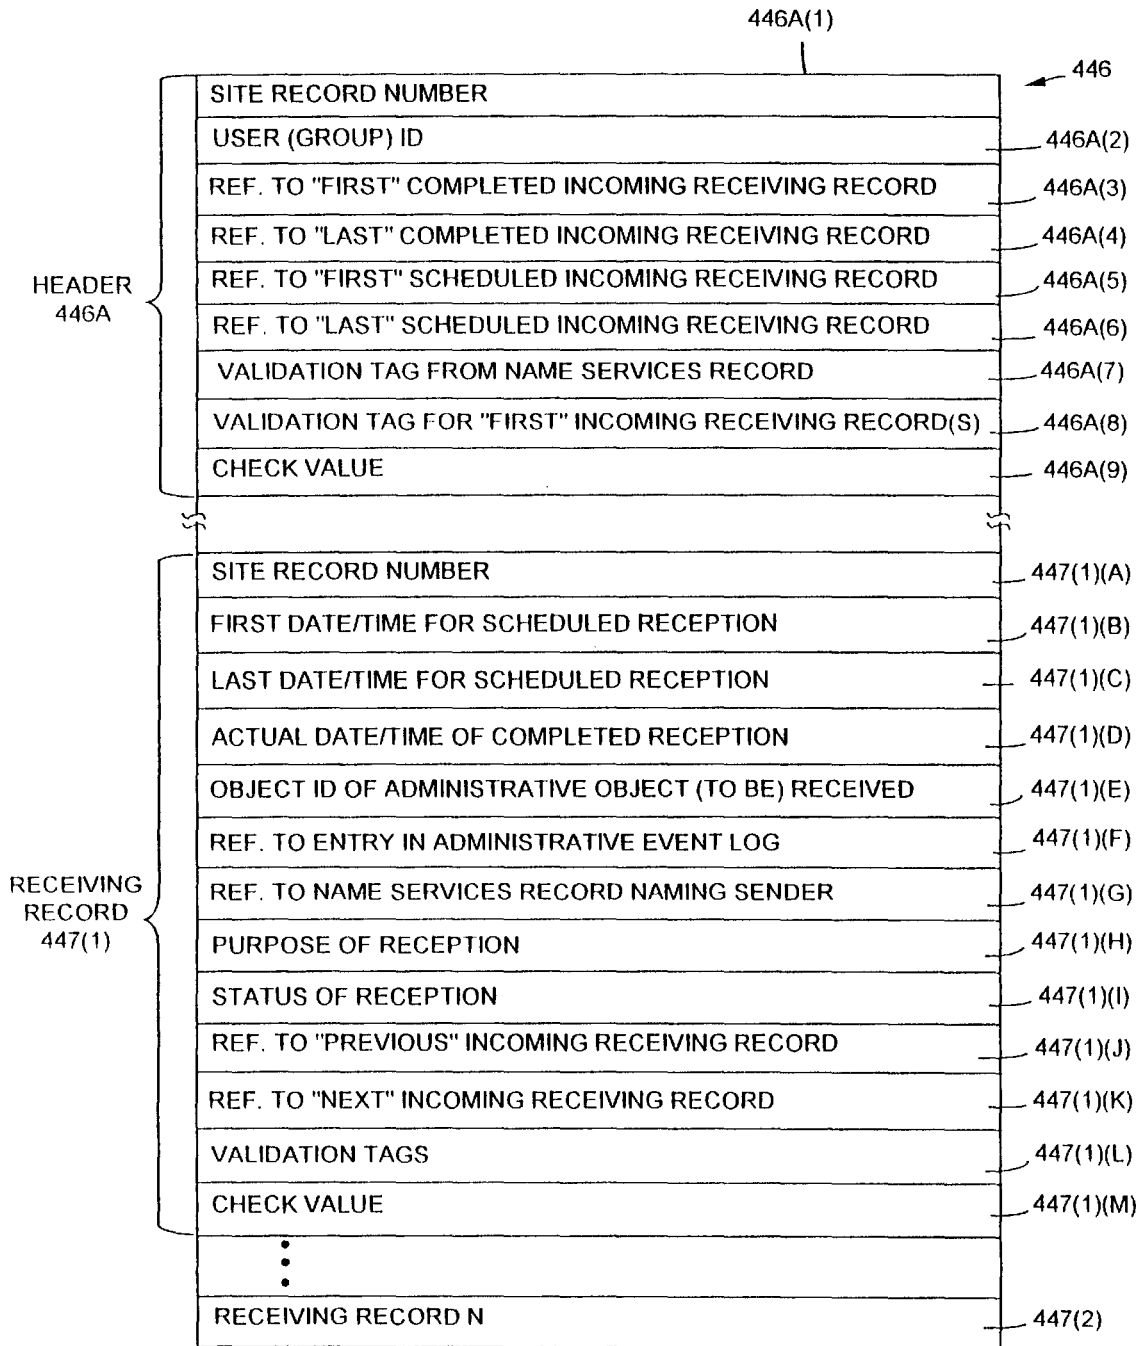 446A(1)
446
SITE RECORD NUMBER
USER (GROUP) ID 446A(2)
REF. TO "FIRST" COMPLETED INCOMING RECEIVING RECORD 446A(3)
REF. TO "LAST" COMPLETED INCOMING RECEIVING RECORD 446A(4)
REF. TO "FIRST" SCHEDULED INCOMING RECEIVING RECORD 446A(5)
HEADER
446A
REF. TO "LAST" SCHEDULED INCOMING RECEIVING RECORD 446A(6)
VALIDATION TAG FROM NAME SERVICES RECORD 446A(7)
VALIDATION TAG FOR "FIRST" INCOMING RECEIVING RECORD(S) 446A(8)
CHECK VALUE 446A(9)
SITE RECORD NUMBER 447(1)(A)
FIRST DATE/TIME FOR SCHEDULED RECEPTION 447(1)(B)
LAST DATE/TIME FOR SCHEDULED RECEPTION 447(1)(C)
ACTUAL DATE/TIME OF COMPLETED RECEPTION 447(1)(D)
OBJECT ID OF ADMINISTRATIVE OBJECT (TO BE) RECEIVED 447(1)(E)
REF. TO ENTRY IN ADMINISTRATIVE EVENT LOG 447(1)(F)
RECEIVING
RECORD
447(1)
REF. TO NAME SERVICES RECORD NAMING SENDER 447(1)(G)
PURPOSE OF RECEPTION 447(1)(H)
STATUS OF RECEPTION 447(1)(I)
REF. TO "PREVIOUS" INCOMING RECEIVING RECORD 447(1)(J)
REF. TO "NEXT" INCOMING RECEIVING RECORD 447(1)(K)
VALIDATION TAGS 447(1)(L)
CHECK VALUE 447(1)(M)
RECEIVING RECORD N 447(2)